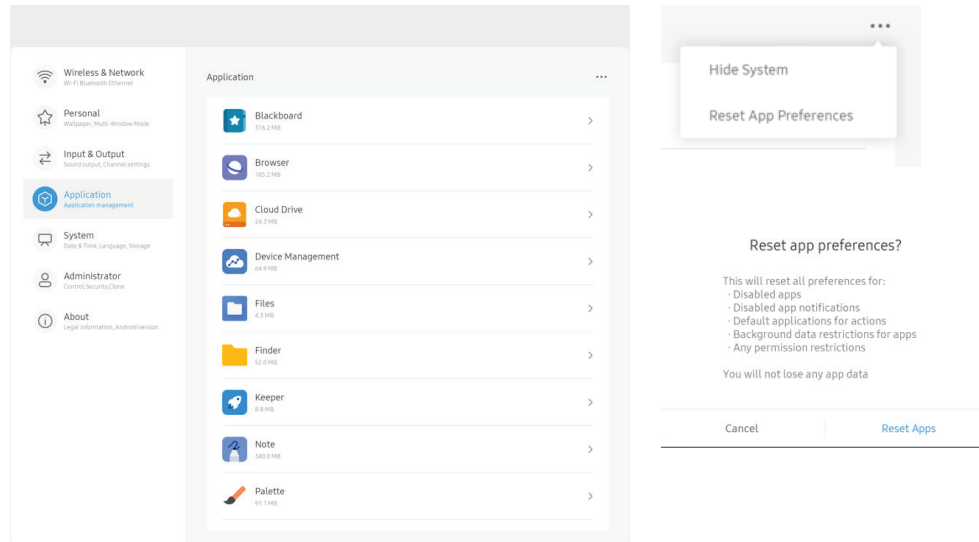 Wireless & Network
Wi-Fi Bluetooth Ethernet
Personal
Wallpaper, Multi-Window Mode
Input & Output
Sound output, Channel settings
Application
Application management
System
Date & Time, Language, Storage
Administrator
Control,Security,Clone
About
Legal information, Android version
Application
Blackboard
316.2 MB
Browser
185.2 MB
Cloud Drive
24.3 MB
Device Management
64.9 MB
Files
4.3 MB
Finder
52.0 MB
Keeper
8.8 MB
Note
340.0 MB
Palette
91.1 MB
Hide System
Reset App Preferences
Reset app preferences?
This will reset all preferences for:
· Disabled apps
· Disabled app notifications
· Default applications for actions
· Background data restrictions for apps
· Any permission restrictions
You will not lose any app data
Cancel
Reset Apps